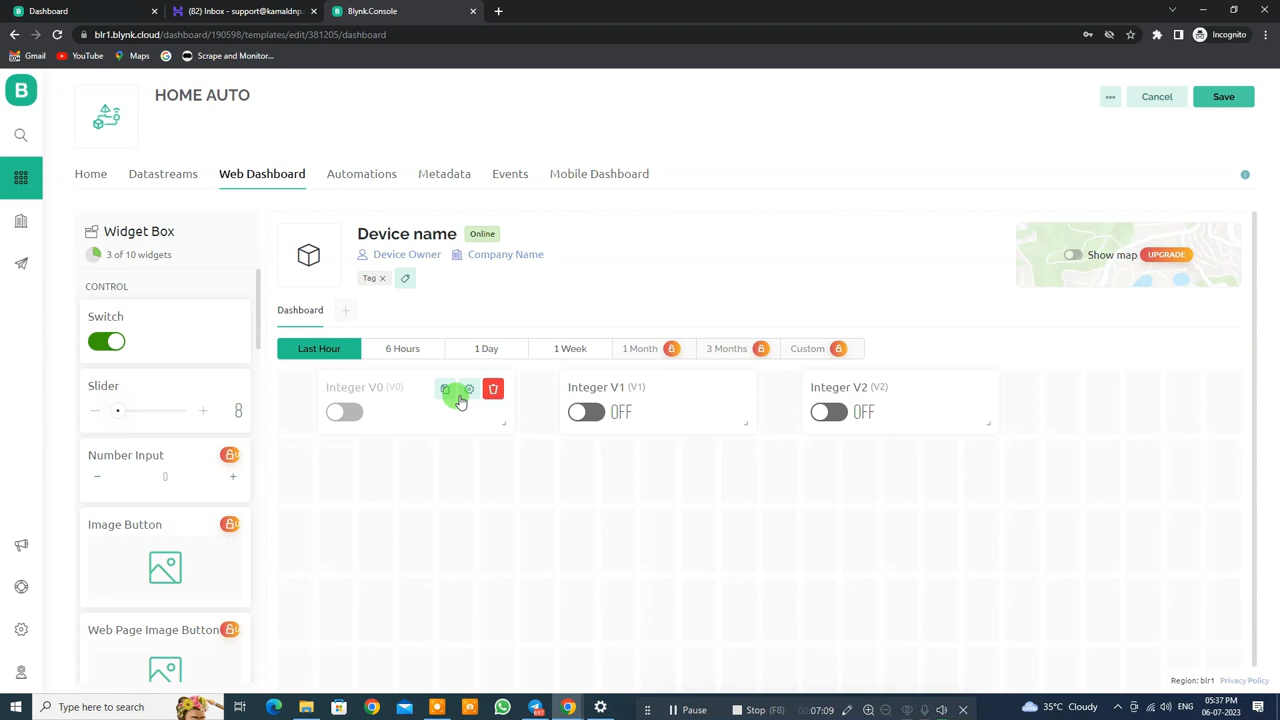 Dashboard
(82) Inbox - support@kamaldnpa
Blynk.Console
blr1.blynk.cloud/dashboard/190598/templates/edit/381205/dashboard
Incognito
Gmail
YouTube
Maps
Scrape and Monitor...
B
HOME AUTO
Cancel
Save
Home
Datastreams
Web Dashboard
Automations
Metadata
Events
Mobile Dashboard
Widget Box
3 of 10 widgets
CONTROL
Switch
Slider
8
Number Input
0
Image Button
Web Page Image Button
Device name
Online
Device Owner
Company Name
Tag
Show map
UPGRADE
Dashboard
Last Hour
6 Hours
1 Day
1 Week
1 Month
3 Months
Custom
Integer V0 (V0)
Integer V1 (V1)
OFF
Integer V2 (V2)
OFF
Region: blr1
Privacy Policy
Type here to search
Pause
Stop (F8)
00:07:09
35°C Cloudy
ENG
05:37 PM
06-07-2023